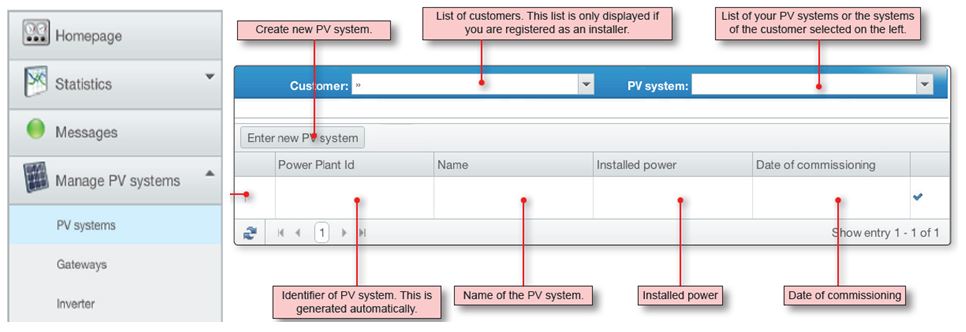 Homepage
Statistics
Messages
Manage PV systems
PV systems
Gateways
Inverter
Create new PV system.
List of customers. This list is only displayed if
you are registered as an installer.
List of your PV systems or the systems
of the customer selected on the left.
Customer: »
PV system:
Enter new PV system
Power Plant Id
Name
Installed power
Date of commissioning
1
Show entry 1 - 1 of 1
Identifier of PV system. This is
generated automatically.
Name of the PV system.
Installed power
Date of commissioning